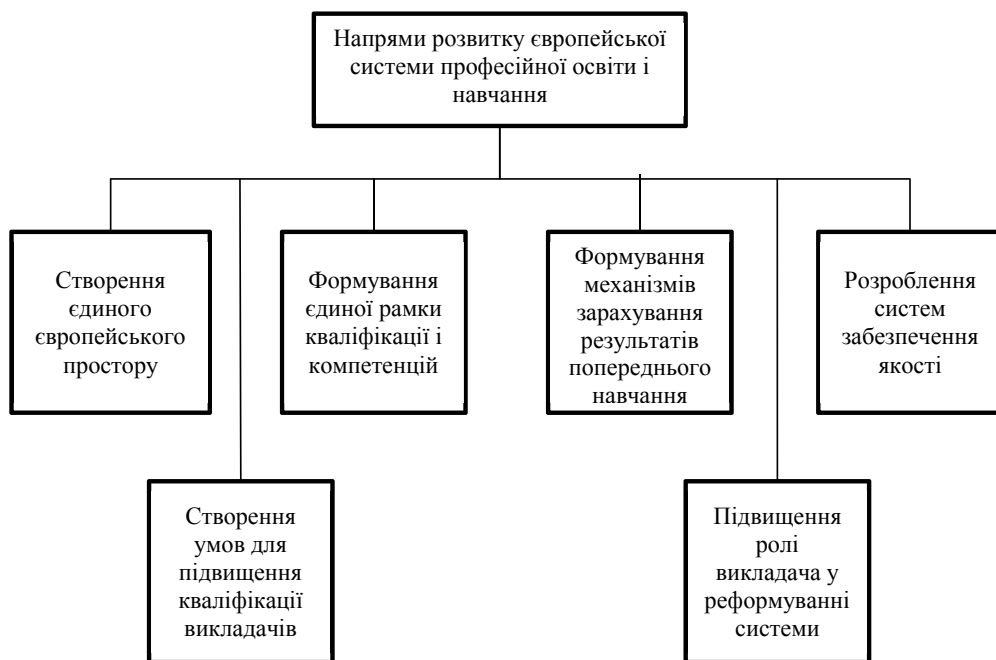 Напрями розвитку європейської
системи професійної освіти і
навчання
Створення
єдиного
європейського
простору
Формування
єдиної рамки
кваліфікації і
компетенцій
Формування
механізмів
зарахування
результатів
попереднього
навчання
Розроблення
систем
забезпечення
якості
Створення
умов для
підвищення
кваліфікації
викладачів
Підвищення
ролі
викладача у
реформуванні
системи